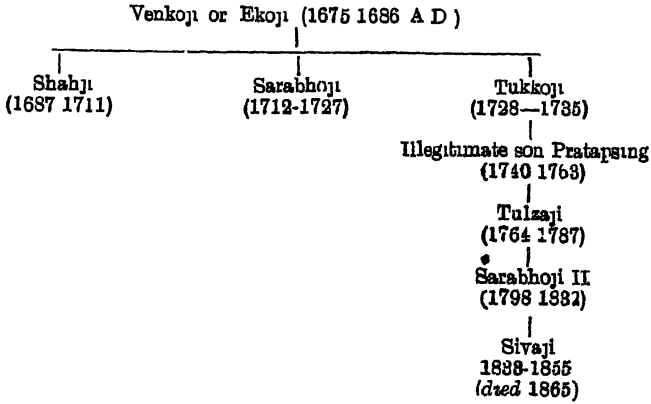 Venkoji or Ekoji (1675 1686 A D)
Shahji
(1687 1711)
Sarabhoji
(1712-1727)
Tukkoji
(1728—1735)
Illegitimate son Pratapsing
(1740 1763)
Tulzaji
(1764 1787)
Sarabhoji II
(1798 1832)
Sivaji
1833-1855
(died 1865)